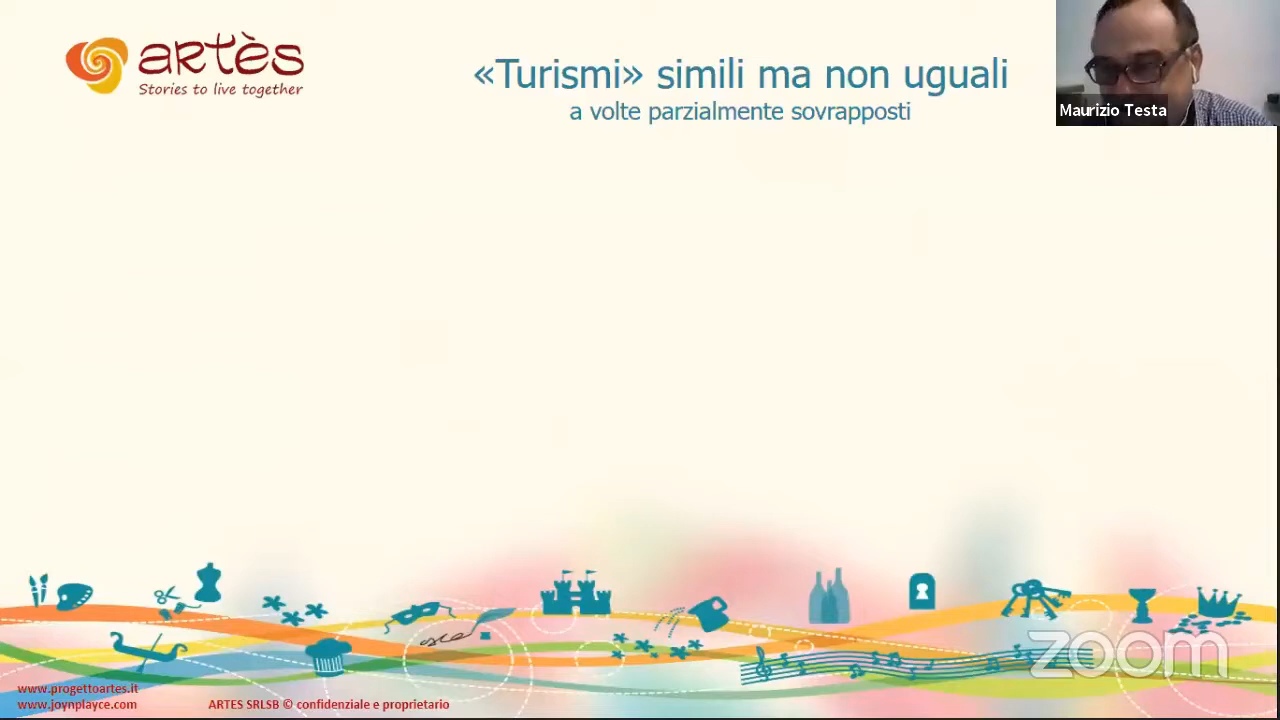 artès
Stories to live together
«Turismi» simili ma non uguali
a volte parzialmente sovrapposti
Maurizio Testa
zoom
www.progettoartes.it
www.joynplayce.com
ARTES SRLSB © confidenziale e proprietario